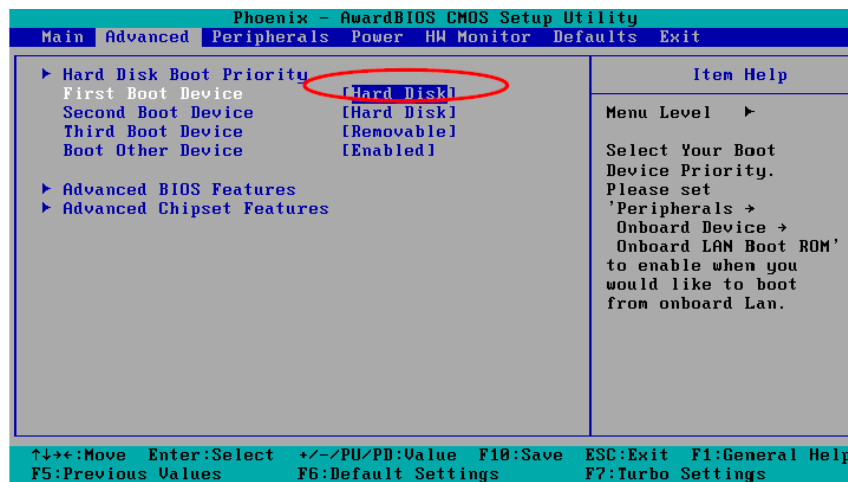 Phoenix - AwardBIOS CMOS Setup Utility
Main Advanced Peripherals Power HW Monitor Defaults Exit
▶ Hard Disk Boot Priority
First Boot Device [Hard Disk]
Second Boot Device [Hard Disk]
Third Boot Device [Removable]
Boot Other Device [Enabled]
▶ Advanced BIOS Features
▶ Advanced Chipset Features
Item Help
Menu Level ▶
Select Your Boot
Device Priority.
Please set
'Peripherals →
Onboard Device →
Onboard LAN Boot ROM'
to enable when you
would like to boot
from onboard Lan.
↑↓→←:Move Enter:Select +/-/PU/PD:Value F10:Save ESC:Exit F1:General Help
F5:Previous Values F6:Default Settings F7:Turbo Settings